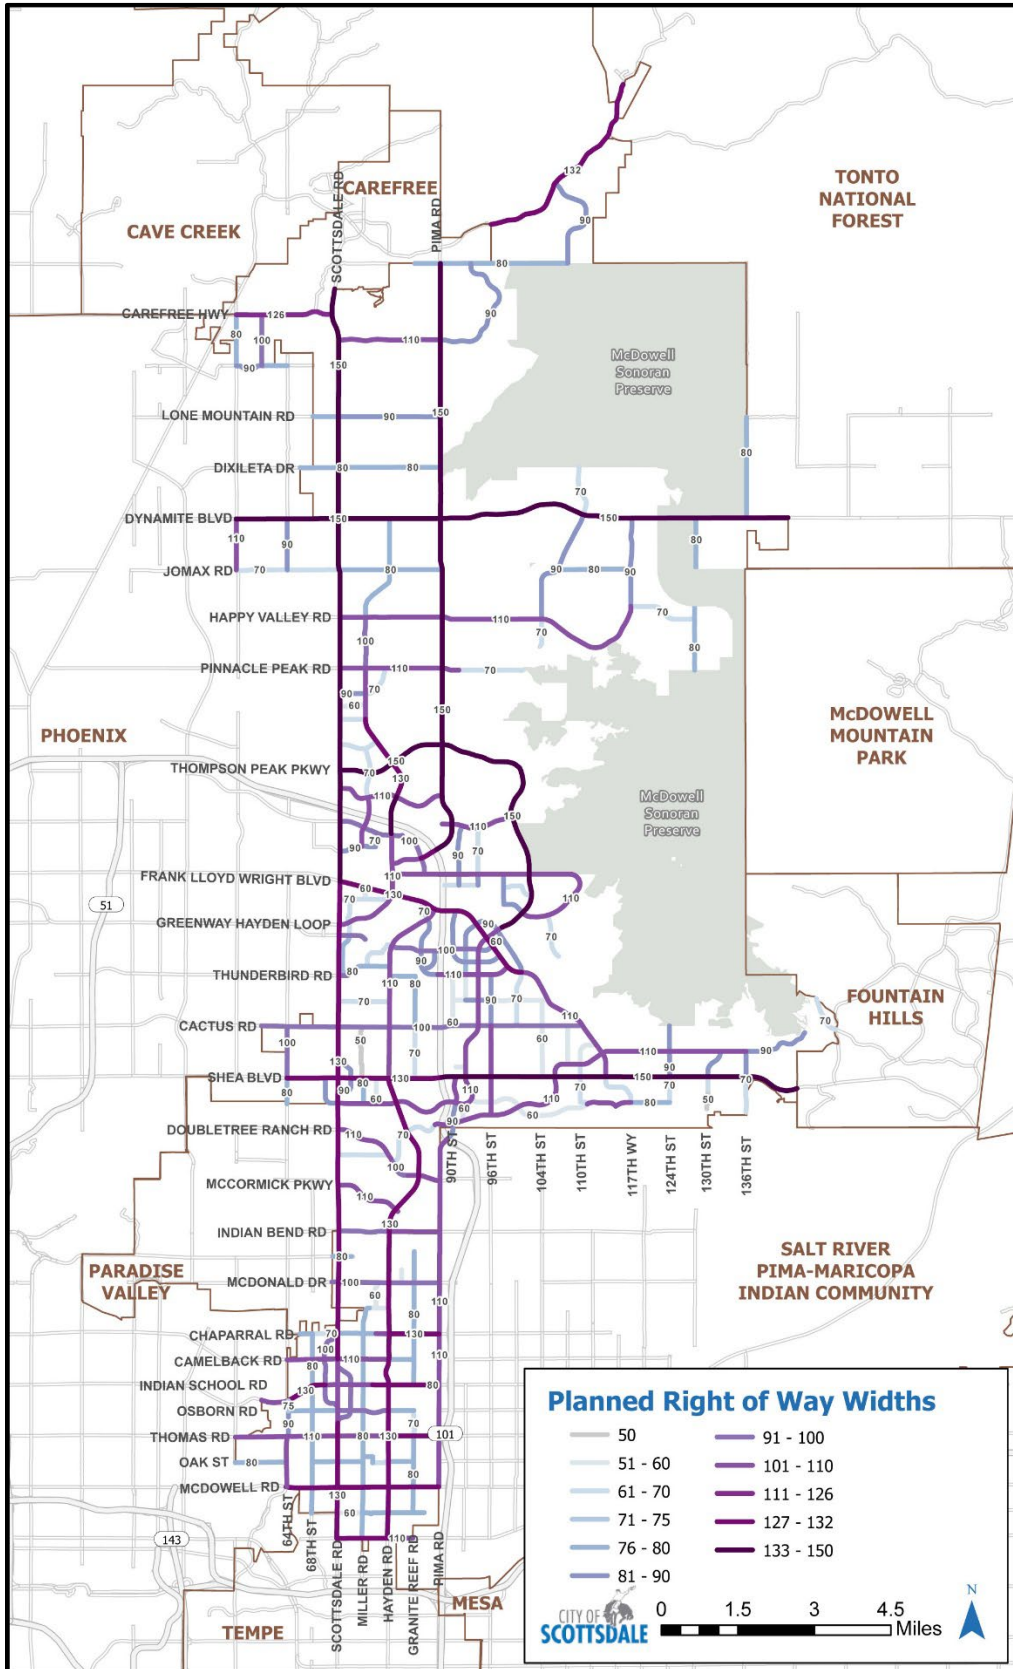 CAREFREE
SCOTTSDALE RD
PIMA RD
132
TONTO
NATIONAL
FOREST
CAVE CREEK
90
80
CAREFREE HWY
126
90
80
100
110
150
McDowell
Sonoran
Preserve
90
LONE MOUNTAIN RD
90
150
80
DIXILETA DR
80
80
70
DYNAMITE BLVD
150
150
110
90
80
JOMAX RD
70
80
90
80
90
HAPPY VALLEY RD
110
70
100
70
PINNACLE PEAK RD
110
70
80
90
70
60
150
PHOENIX
McDOWELL
MOUNTAIN
PARK
THOMPSON PEAK PKWY
150
70
130
110
McDowell
Sonoran
Preserve
150
110
70
100
90
90
70
FRANK LLOYD WRIGHT BLVD
110
60
130
110
51
70
GREENWAY HAYDEN LOOP
70
90
60
70
100
90
THUNDERBIRD RD
80
110
80
110
FOUNTAIN
HILLS
70
90
70
110
70
CACTUS RD
100
60
100
50
60
110
90
130
70
SHEA BLVD
130
150
90
70
70
80
90
80
60
110
110
70
60
60
80
50
DOUBLETREE RANCH RD
110
70
90
100
90TH ST
96TH ST
104TH ST
110TH ST
117TH WY
124TH ST
130TH ST
136TH ST
MCCORMICK PKWY
110
INDIAN BEND RD
130
80
SALT RIVER
PIMA-MARICOPA
INDIAN COMMUNITY
PARADISE
VALLEY
MCDONALD DR
100
60
110
80
CHAPARRAL RD
70
130
100
110
CAMELBACK RD
110
80
INDIAN SCHOOL RD
130
80
75
OSBORN RD
90
70
THOMAS RD
110
80
130
101
OAK ST
80
80
MCDOWELL RD
130
60
143
110
64TH ST
68TH ST
SCOTTSDALE RD
MILLER RD
HAYDEN RD
GRANITE REEF RD
PIMA RD
TEMPE
MESA
Planned Right of Way Widths
50
51 - 60
61 - 70
71 - 75
76 - 80
81 - 90
91 - 100
101 - 110
111 - 126
127 - 132
133 - 150
CITY OF
SCOTTSDALE
0 1.5 3 4.5
Miles
N